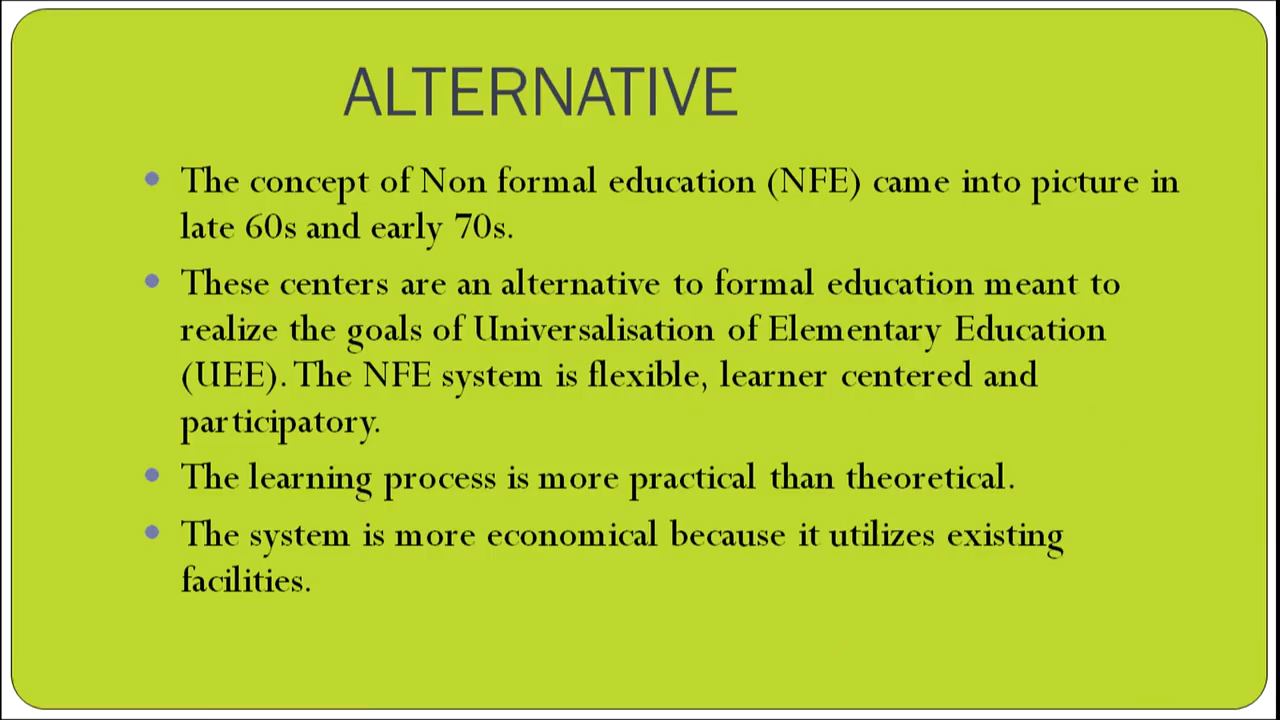 ALTERNATIVE
• The concept of Non formal education (NFE) came into picture in
late 60s and early 70s.
• These centers are an alternative to formal education meant to
realize the goals of Universalisation of Elementary Education
(UEE). The NFE system is flexible, learner centered and
participatory.
• The learning process is more practical than theoretical.
• The system is more economical because it utilizes existing
facilities.